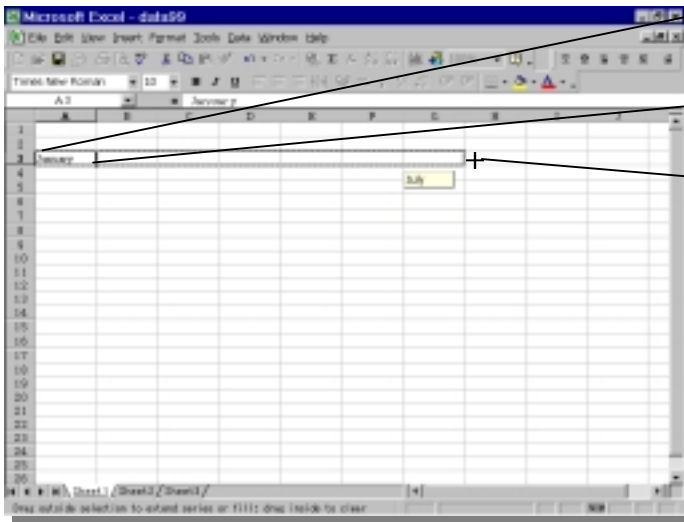 Microsoft Excel - data99
File Edit View Insert Format Tools Data Window Help
Times New Roman 10 B I U
A3 = January
A B C D E F G H I J
1
2
3 January
4 July
5
6
7
8
9
10
11
12
13
14
15
16
17
18
19
20
21
22
23
24
25
26
Sheet1 Sheet2 Sheet3
Drag outside selection to extend series or fill; drag inside to clear
NUM